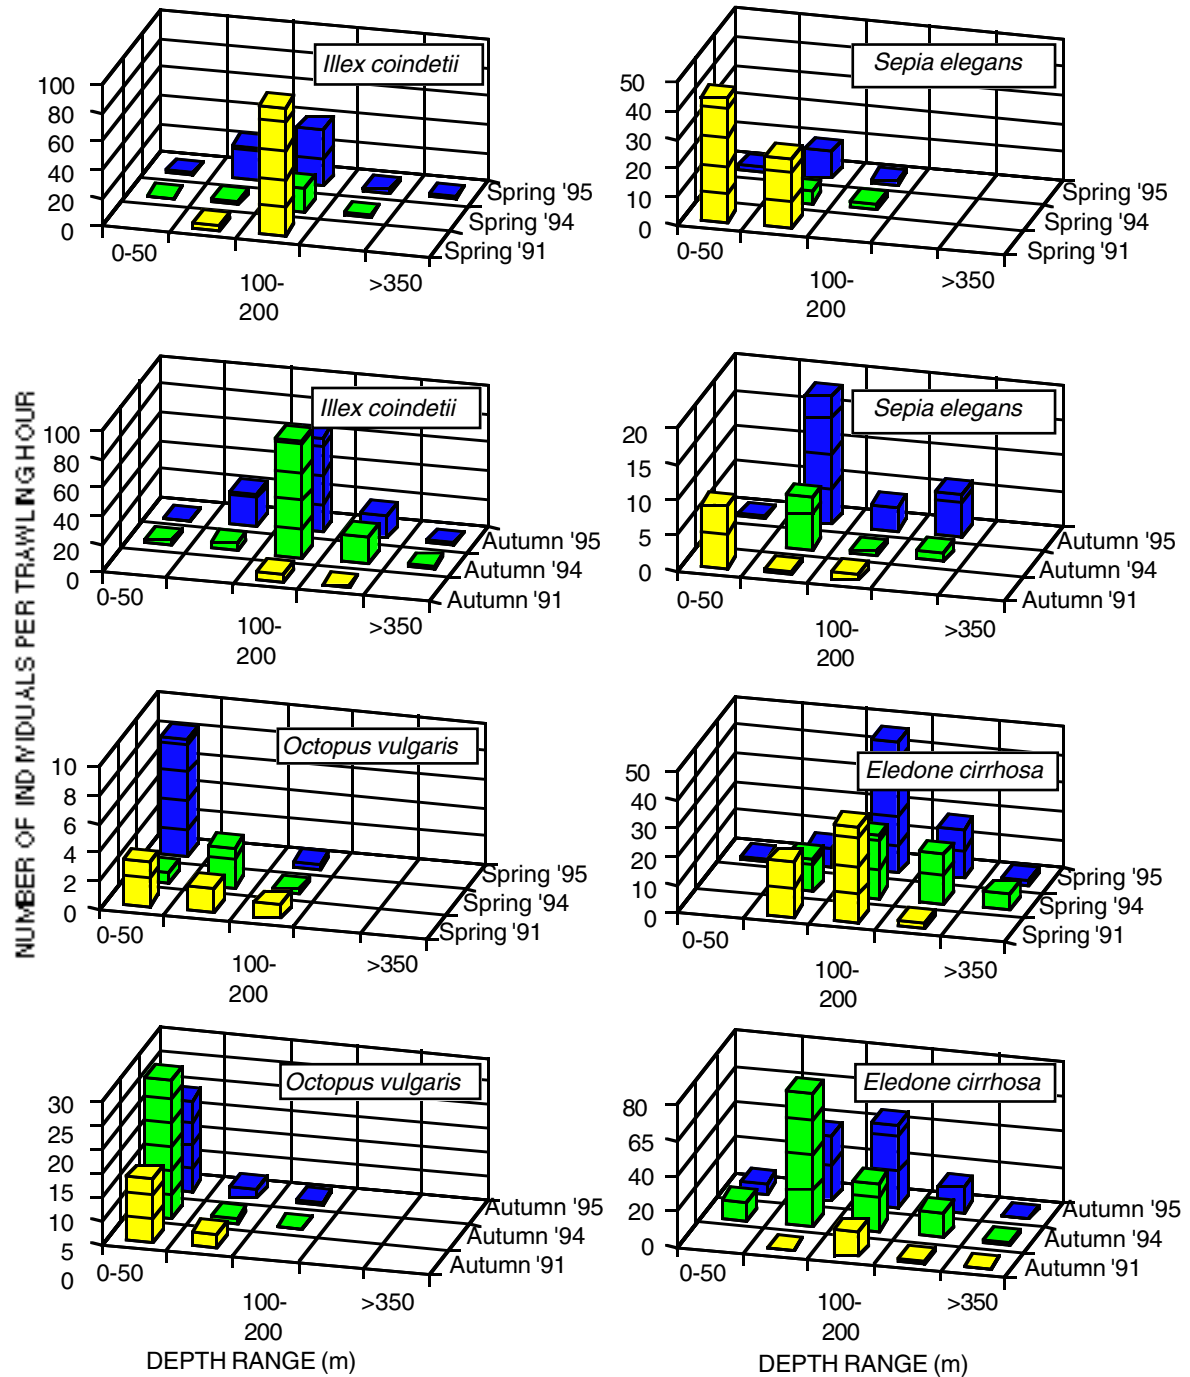 NUMBER OF INDIVIDUALS PER TRAWLING HOUR
Illex coindetii
100
80
60
40
20
0
0-50
100-
200
>350
Spring '95
Spring '94
Spring '91
Sepia elegans
50
40
30
20
10
0
0-50
100-
200
>350
Spring '95
Spring '94
Spring '91
Illex coindetii
100
80
60
40
20
0
0-50
100-
200
>350
Autumn '95
Autumn '94
Autumn '91
Sepia elegans
20
15
10
5
0
0-50
100-
200
>350
Autumn '95
Autumn '94
Autumn '91
Octopus vulgaris
10
8
6
4
2
0
0-50
100-
200
>350
Spring '95
Spring '94
Spring '91
Eledone cirrhosa
50
40
30
20
10
0
0-50
100-
200
>350
Spring '95
Spring '94
Spring '91
Octopus vulgaris
30
25
20
15
10
5
0
0-50
100-
200
>350
Autumn '95
Autumn '94
Autumn '91
DEPTH RANGE (m)
Eledone cirrhosa
80
65
40
20
0
0-50
100-
200
>350
Autumn '95
Autumn '94
Autumn '91
DEPTH RANGE (m)